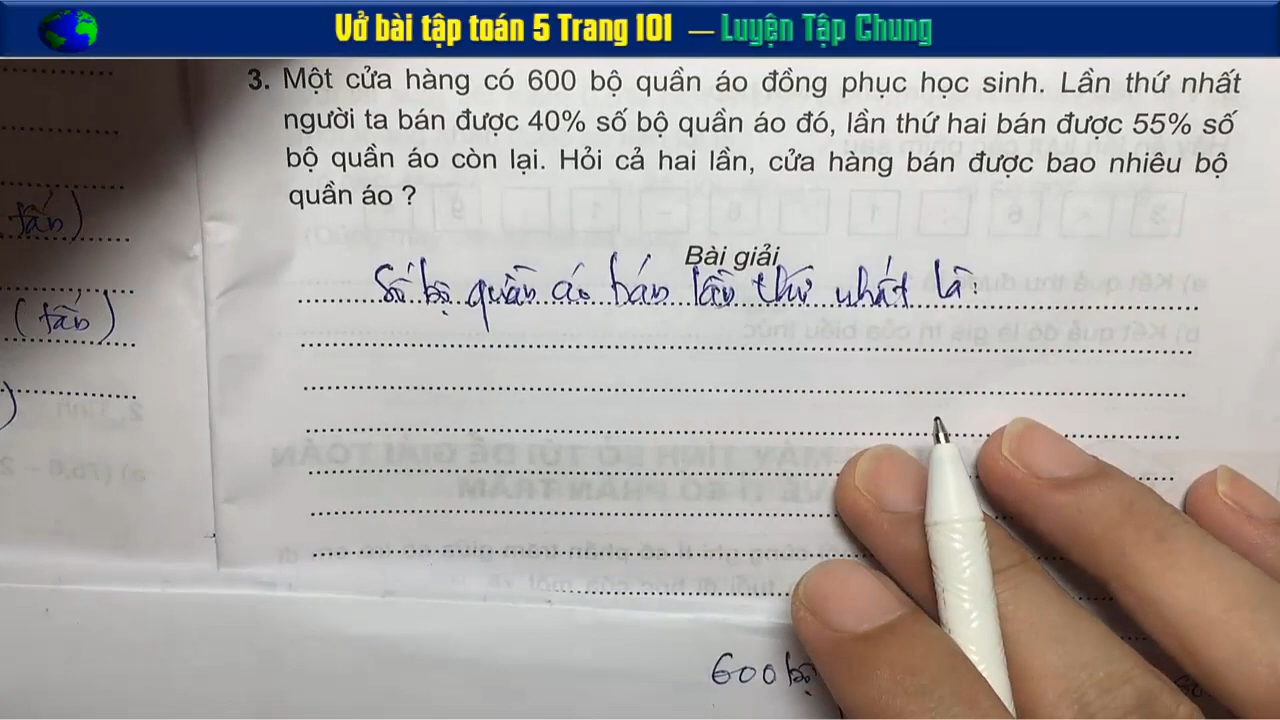 Vở bài tập toán 5 Trang 101 — Luyện Tập Chung
3. Một cửa hàng có 600 bộ quần áo đồng phục học sinh. Lần thứ nhất
người ta bán được 40% số bộ quần áo đó, lần thứ hai bán được 55% số
bộ quần áo còn lại. Hỏi cả hai lần, cửa hàng bán được bao nhiêu bộ
quần áo ?
tấn)
Bài giải
Số bộ quần áo bán lần thứ nhất là:
(tấn)
)
600 bộ